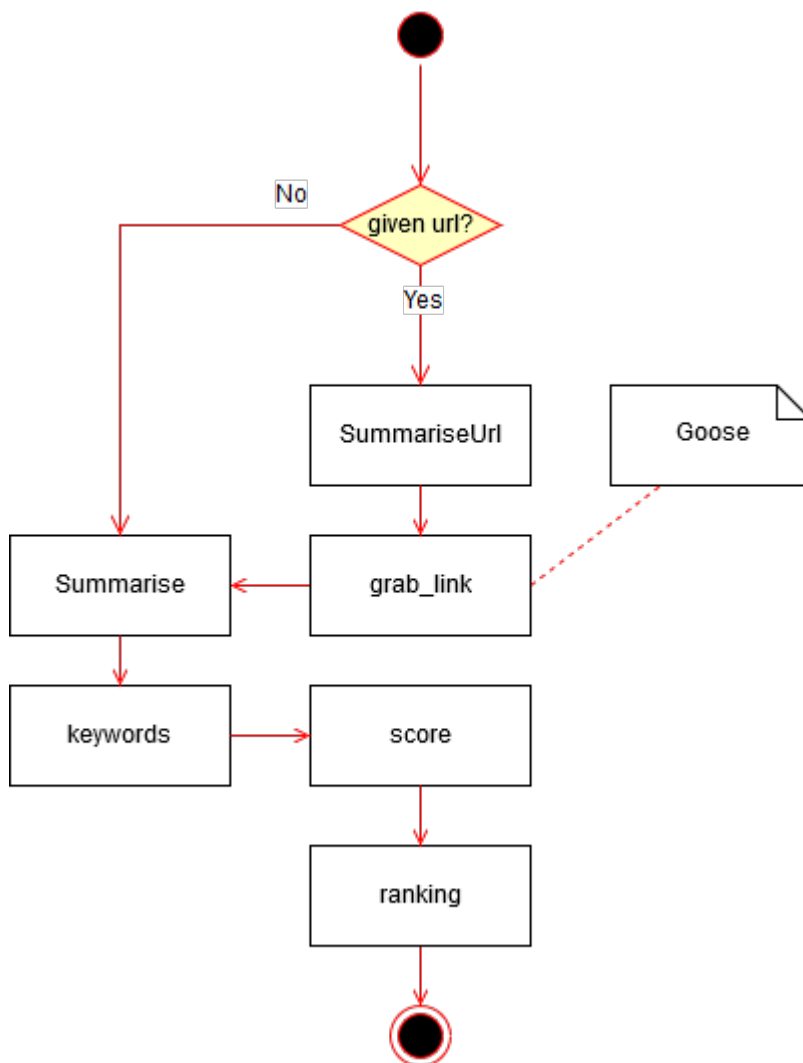 No
given url?
Yes
SummariseUrl
Goose
Summarise
grab_link
keywords
score
ranking